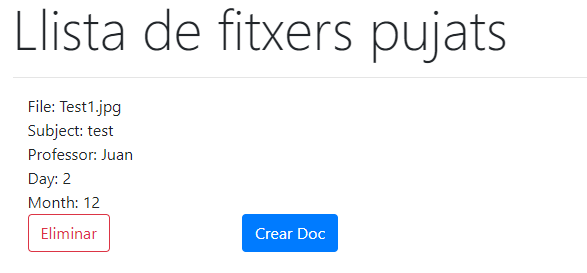 Llista de fitxers pujats
File: Test1.jpg
Subject: test
Professor: Juan
Day: 2
Month: 12
Eliminar
Crear Doc